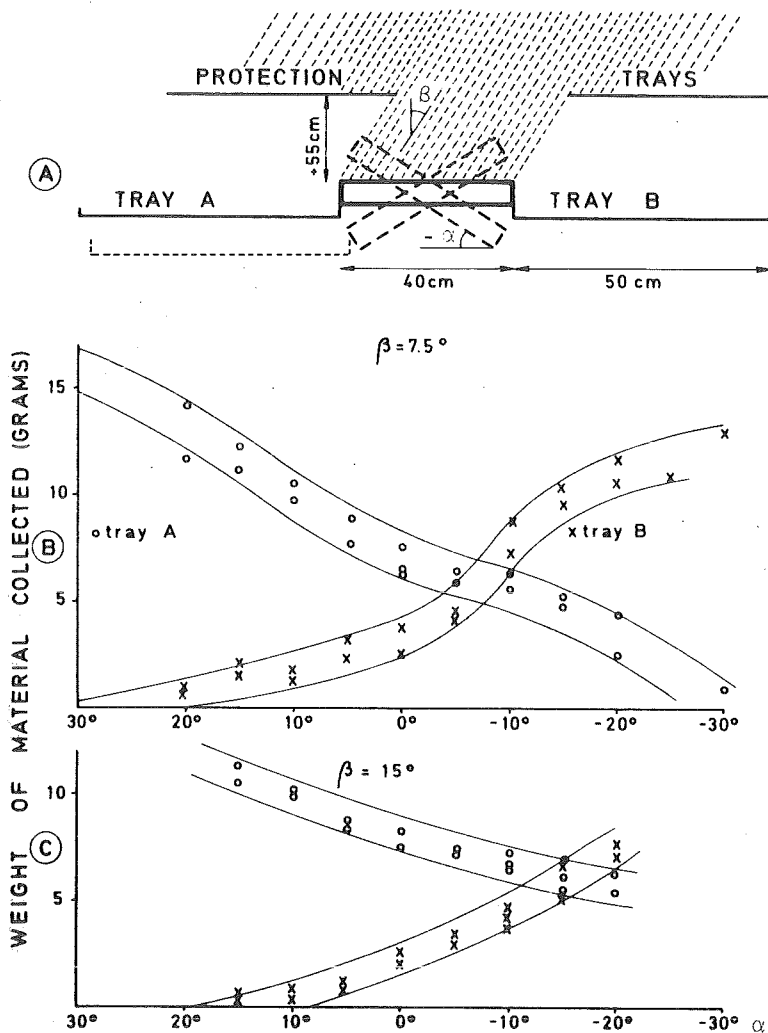 PROTECTION TRAYS
β
55cm
A
TRAY A TRAY B
- α
40cm 50 cm
WEIGHT OF MATERIAL COLLECTED (GRAMS)
β = 7.5°
15
10
o tray A
B
x tray B
5
30° 20° 10° 0° -10° -20° -30°
β = 15°
10
C
5
30° 20° 10° 0° -10° -20° -30° α